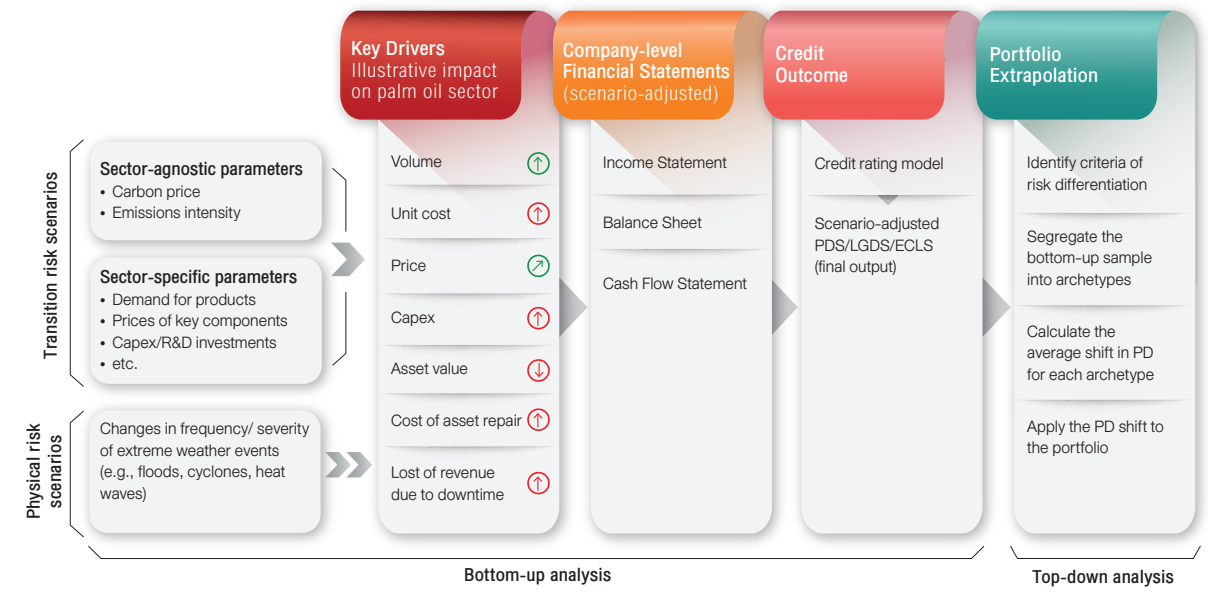 Key Drivers
Illustrative impact
on palm oil sector
Company-level
Financial Statements
(scenario-adjusted)
Credit
Outcome
Portfolio
Extrapolation
Transition risk scenarios
Sector-agnostic parameters
• Carbon price
• Emissions intensity
Sector-specific parameters
• Demand for products
• Prices of key components
• Capex/R&D investments
• etc.
Physical risk
scenarios
Changes in frequency/ severity
of extreme weather events
(e.g., floods, cyclones, heat
waves)
Volume
Unit cost
Price
Capex
Asset value
Cost of asset repair
Lost of revenue
due to downtime
Income Statement
Balance Sheet
Cash Flow Statement
Credit rating model
Scenario-adjusted
PDS/LGDS/ECLS
(final output)
Identify criteria of
risk differentiation
Segregate the
bottom-up sample
into archetypes
Calculate the
average shift in PD
for each archetype
Apply the PD shift to
the portfolio
Bottom-up analysis
Top-down analysis